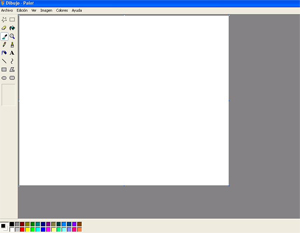 Dibujo - Paint
Archivo Edición Ver Imagen Colores Ayuda
A